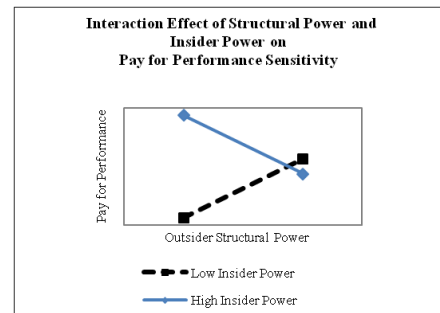 Interaction Effect of Structural Power and
Insider Power on
Pay for Performance Sensitivity
Pay for Performance
Outsider Structural Power
Low Insider Power
High Insider Power